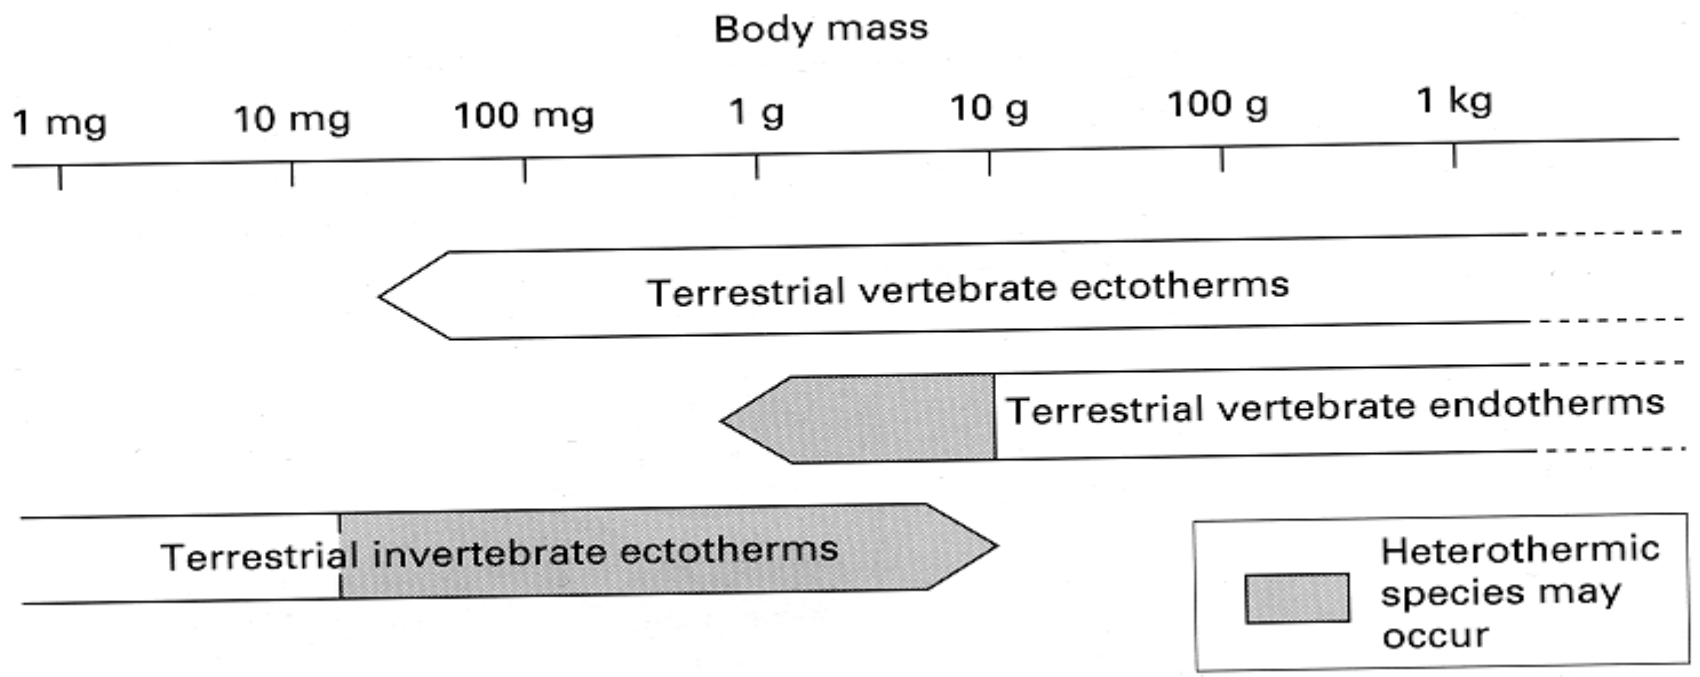 Body mass
1 mg 10 mg 100 mg 1 g 10 g 100 g 1 kg
Terrestrial vertebrate ectotherms
Terrestrial vertebrate endotherms
Terrestrial invertebrate ectotherms
Heterothermic
species may
occur